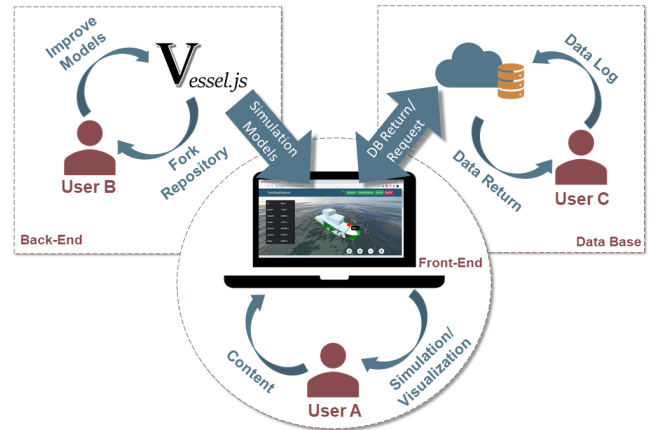 Improve
Models
Vessel.js
Fork
Repository
User B
Back-End
Simulation
Models
DB Return/
Request
Data Log
Data Return
User C
Data Base
Front-End
Content
Simulation/
Visualization
User A